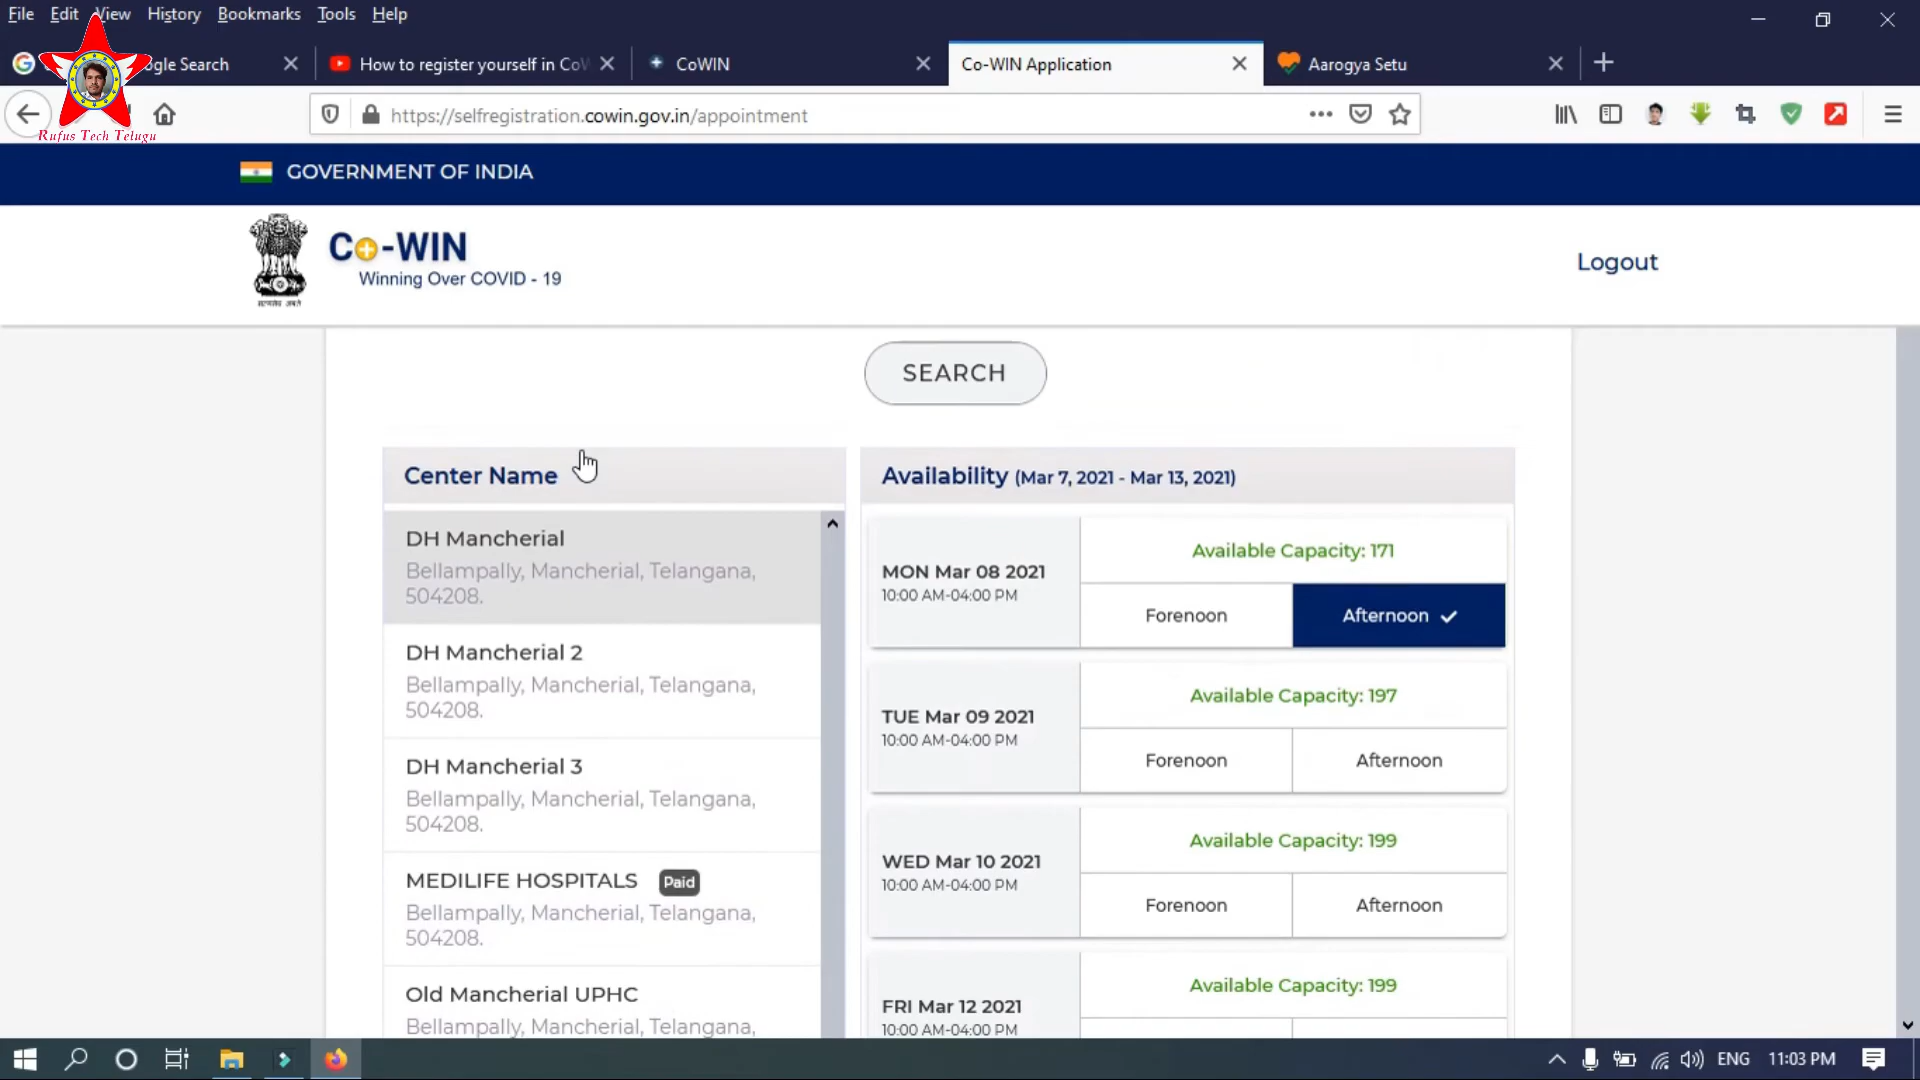 File Edit View History Bookmarks Tools Help
gle Search
How to register yourself in CoW
CoWIN
Co-WIN Application
Aarogya Setu
Rufus Tech Telugu
https://selfregistration.cowin.gov.in/appointment
GOVERNMENT OF INDIA
Co-WIN
Winning Over COVID - 19
सत्यमेव जयते
Logout
SEARCH
Center Name
DH Mancherial
Bellampally, Mancherial, Telangana,
504208.
DH Mancherial 2
Bellampally, Mancherial, Telangana,
504208.
DH Mancherial 3
Bellampally, Mancherial, Telangana,
504208.
MEDILIFE HOSPITALS Paid
Bellampally, Mancherial, Telangana,
504208.
Old Mancherial UPHC
Bellampally, Mancherial, Telangana,
Availability (Mar 7, 2021 - Mar 13, 2021)
MON Mar 08 2021
10:00 AM-04:00 PM
Available Capacity: 171
Forenoon Afternoon
TUE Mar 09 2021
10:00 AM-04:00 PM
Available Capacity: 197
Forenoon Afternoon
WED Mar 10 2021
10:00 AM-04:00 PM
Available Capacity: 199
Forenoon Afternoon
FRI Mar 12 2021
10:00 AM-04:00 PM
Available Capacity: 199
ENG 11:03 PM